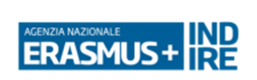 AGENZIA NAZIONALE
ERASMUS+
IND
IRE